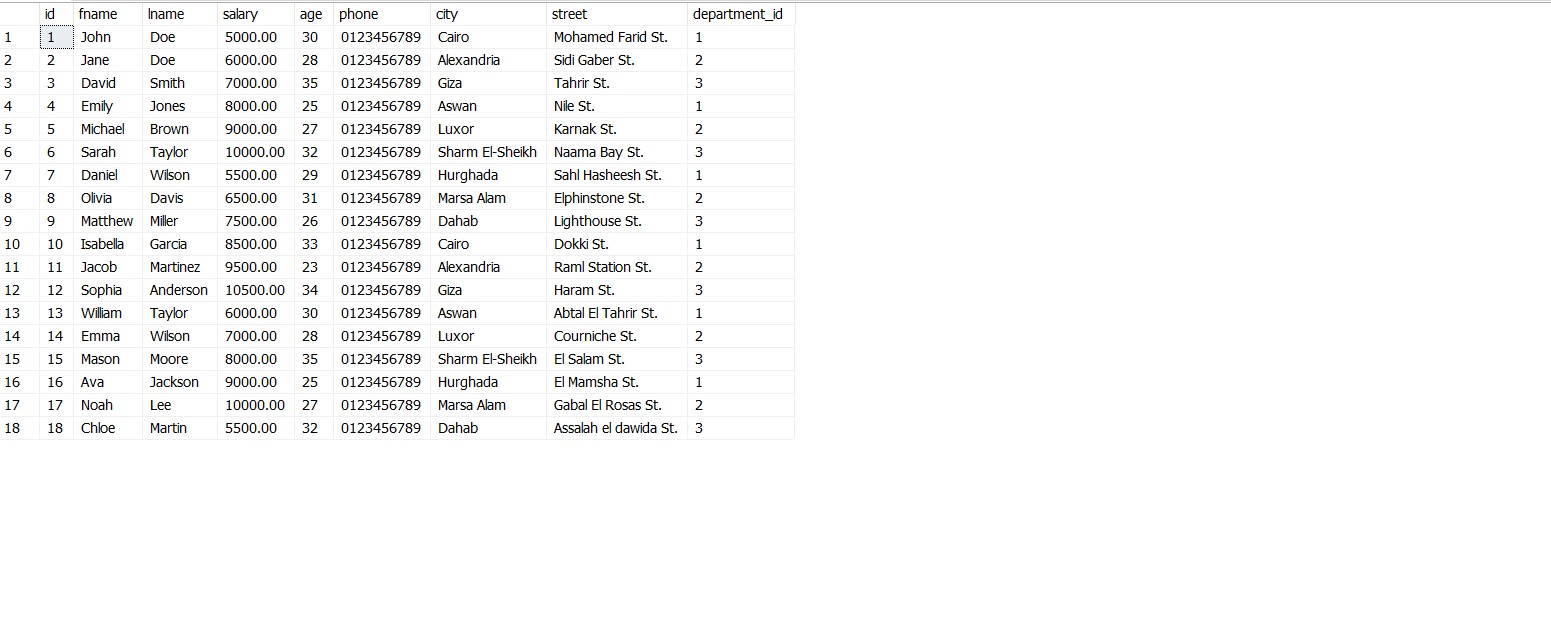 id fname lname salary age phone city street department_id
1 1 John Doe 5000.00 30 0123456789 Cairo Mohamed Farid St. 1
2 2 Jane Doe 6000.00 28 0123456789 Alexandria Sidi Gaber St. 2
3 3 David Smith 7000.00 35 0123456789 Giza Tahrir St. 3
4 4 Emily Jones 8000.00 25 0123456789 Aswan Nile St. 1
5 5 Michael Brown 9000.00 27 0123456789 Luxor Karnak St. 2
6 6 Sarah Taylor 10000.00 32 0123456789 Sharm El-Sheikh Naama Bay St. 3
7 7 Daniel Wilson 5500.00 29 0123456789 Hurghada Sahl Hasheesh St. 1
8 8 Olivia Davis 6500.00 31 0123456789 Marsa Alam Elphinstone St. 2
9 9 Matthew Miller 7500.00 26 0123456789 Dahab Lighthouse St. 3
10 10 Isabella Garcia 8500.00 33 0123456789 Cairo Dokki St. 1
11 11 Jacob Martinez 9500.00 23 0123456789 Alexandria Raml Station St. 2
12 12 Sophia Anderson 10500.00 34 0123456789 Giza Haram St. 3
13 13 William Taylor 6000.00 30 0123456789 Aswan Abtal El Tahrir St. 1
14 14 Emma Wilson 7000.00 28 0123456789 Luxor Courniche St. 2
15 15 Mason Moore 8000.00 35 0123456789 Sharm El-Sheikh El Salam St. 3
16 16 Ava Jackson 9000.00 25 0123456789 Hurghada El Mamsha St. 1
17 17 Noah Lee 10000.00 27 0123456789 Marsa Alam Gabal El Rosas St. 2
18 18 Chloe Martin 5500.00 32 0123456789 Dahab Assalah el dawida St. 3